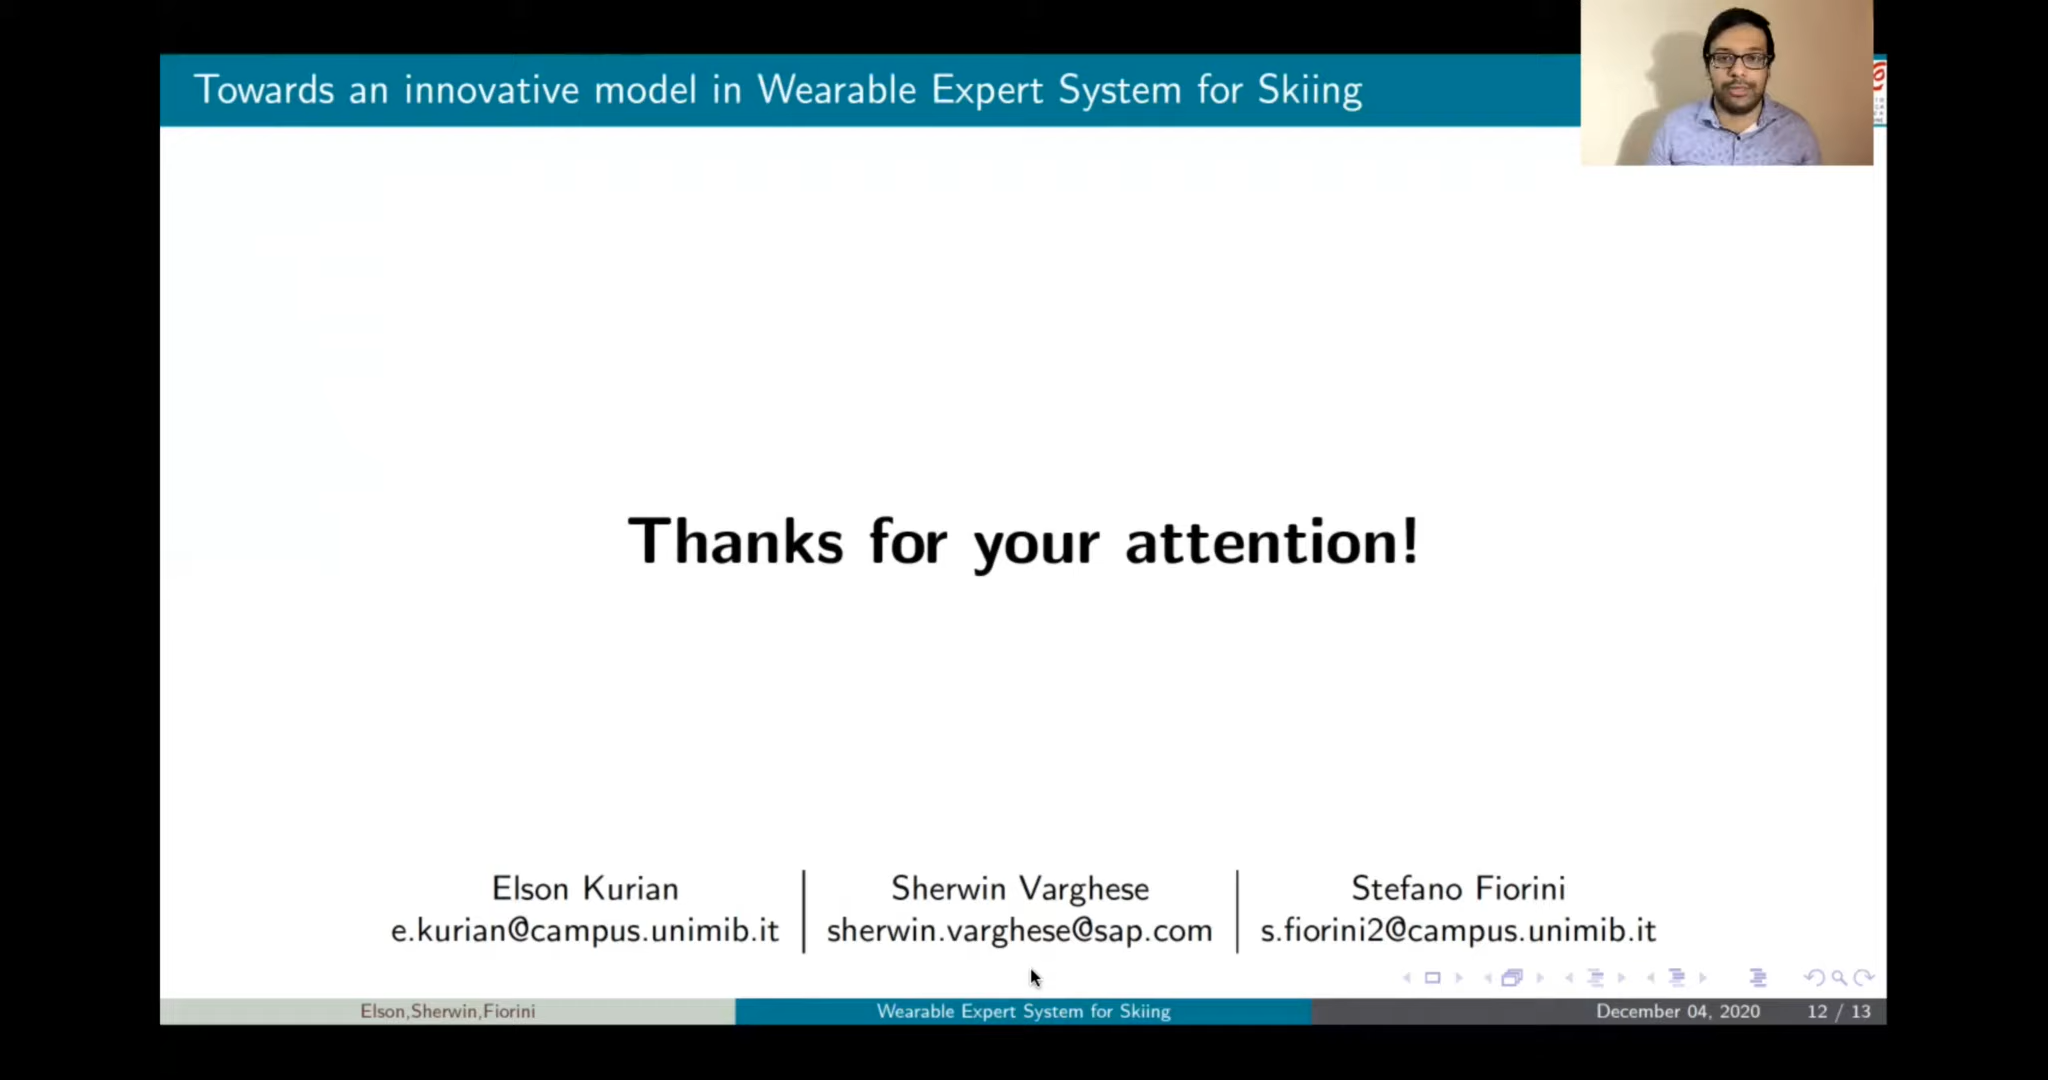 Towards an innovative model in Wearable Expert System for Skiing
Thanks for your attention!
Elson Kurian
e.kurian@campus.unimib.it
Sherwin Varghese
sherwin.varghese@sap.com
Stefano Fiorini
s.fiorini2@campus.unimib.it
Elson,Sherwin,Fiorini
Wearable Expert System for Skiing
December 04, 2020
12 / 13